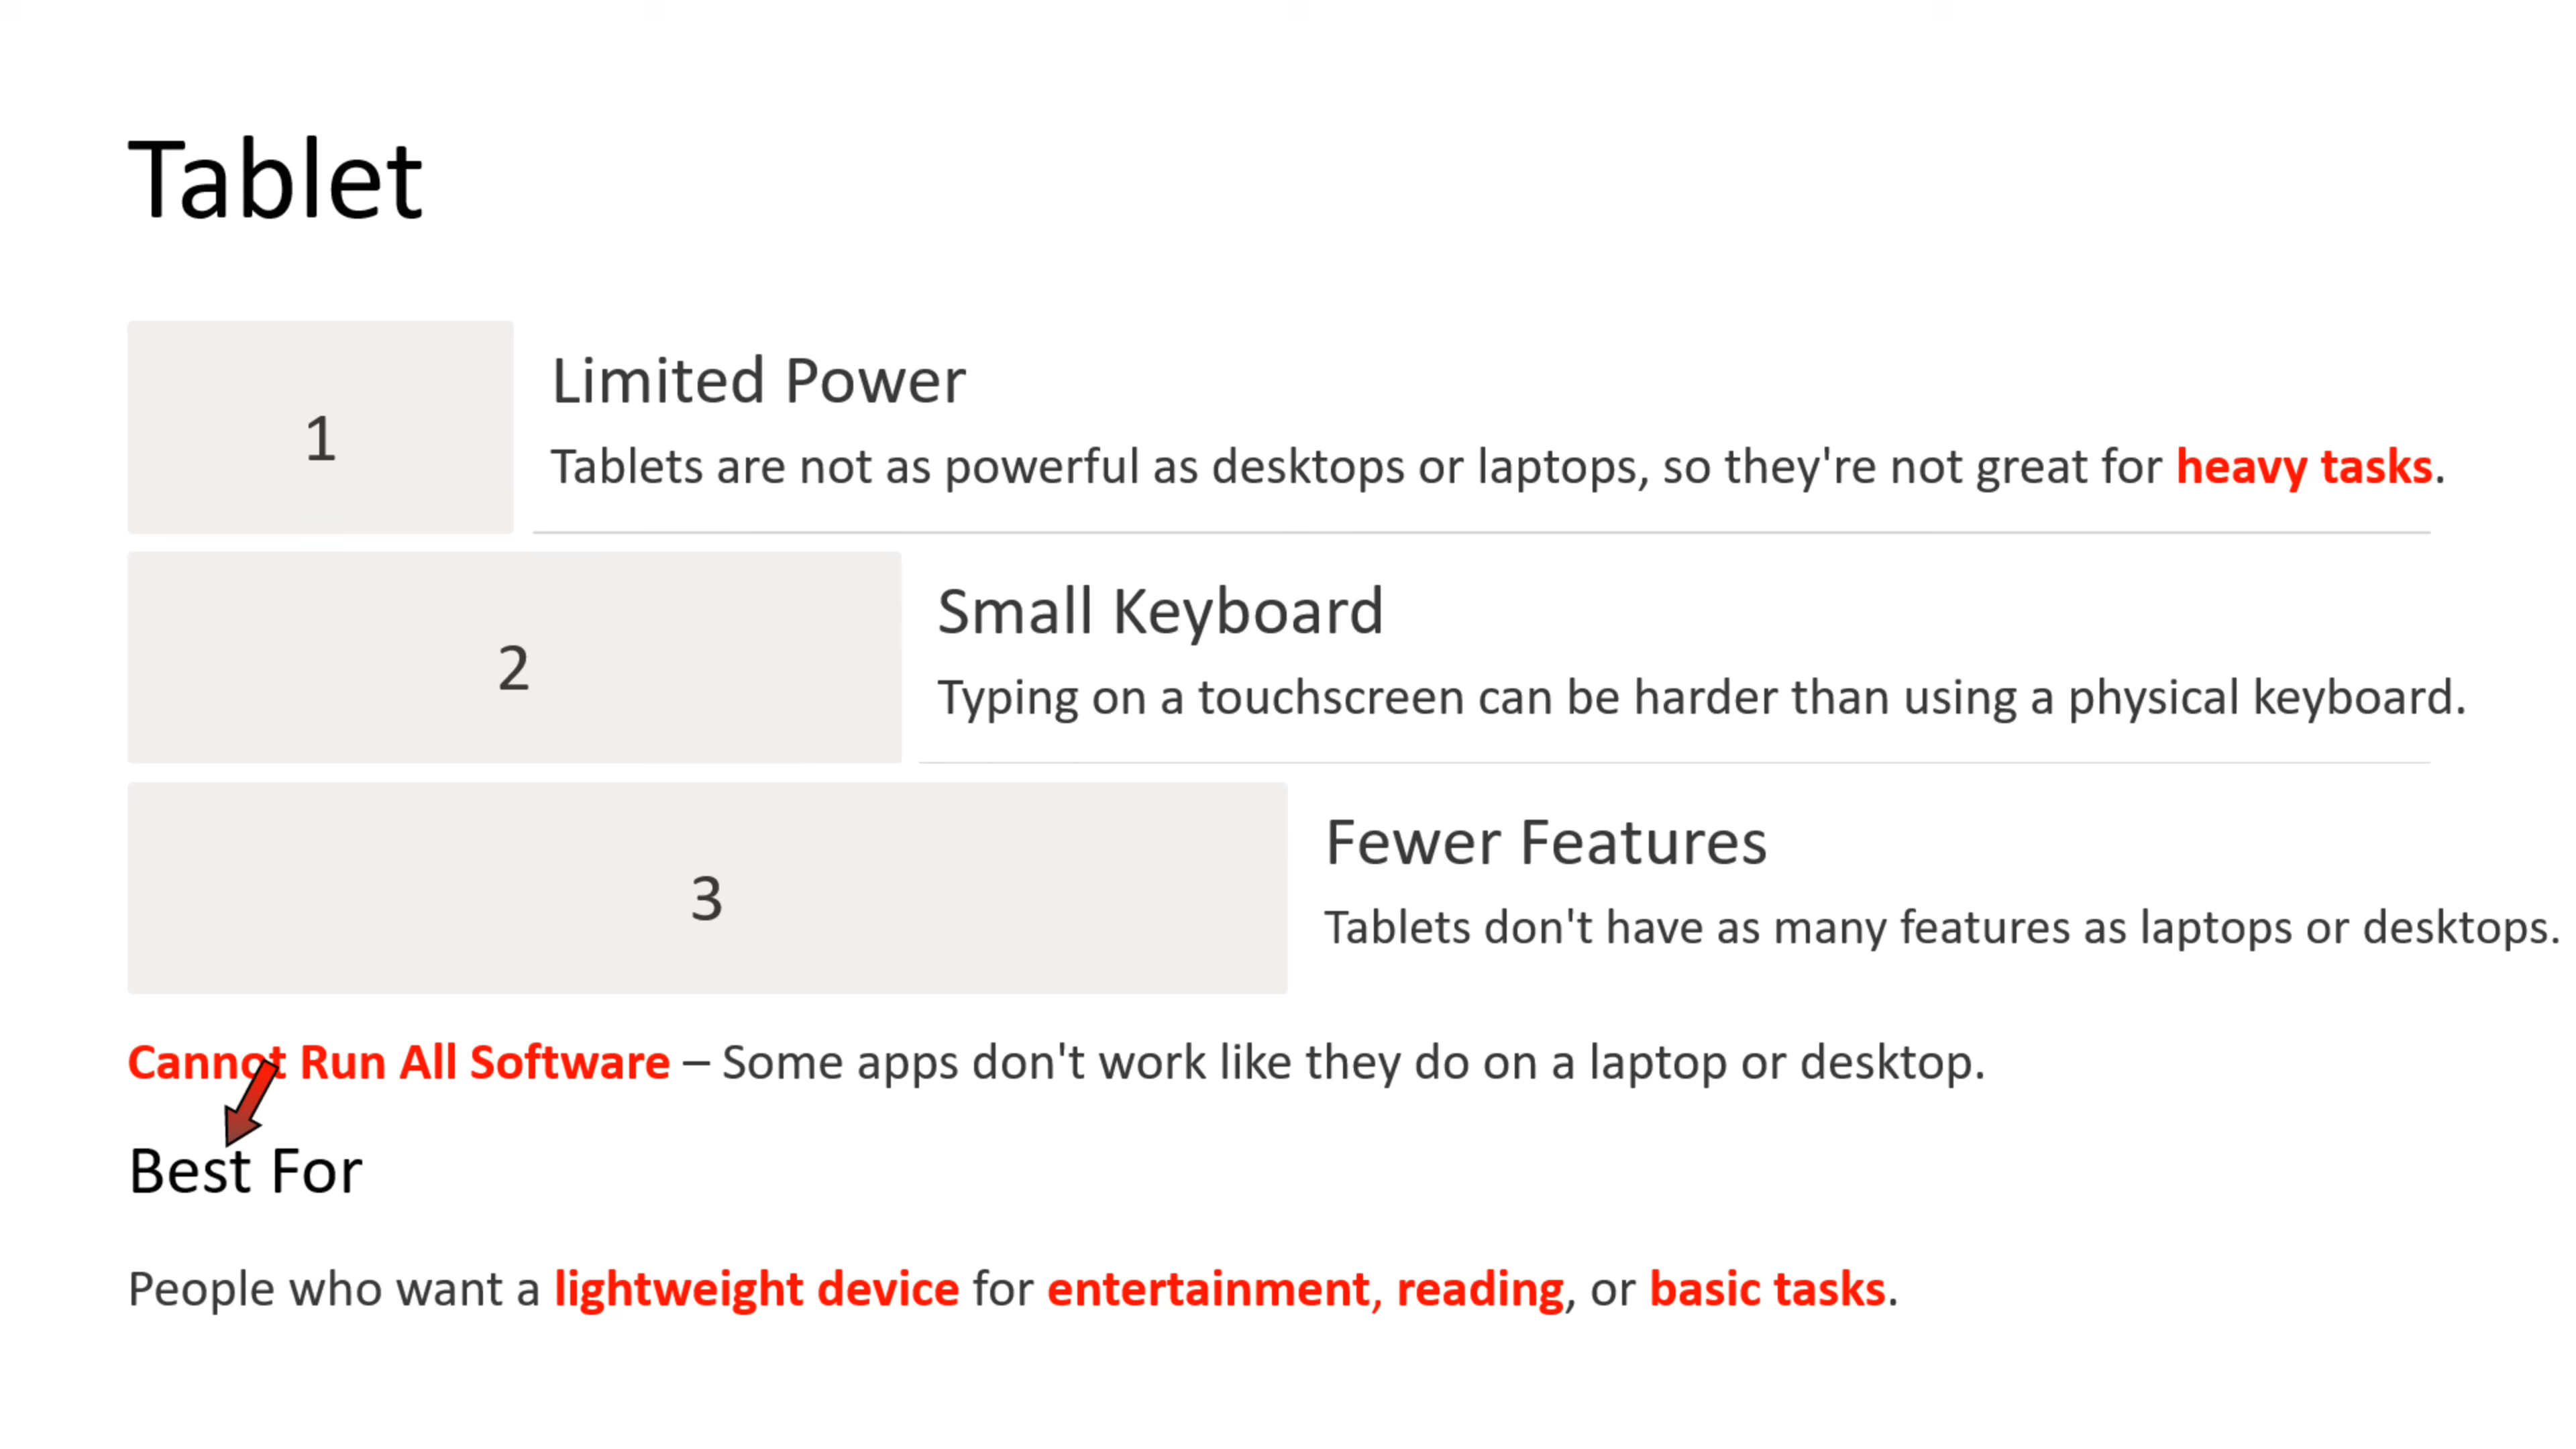 Tablet
1
Limited Power
Tablets are not as powerful as desktops or laptops, so they're not great for heavy tasks.
2
Small Keyboard
Typing on a touchscreen can be harder than using a physical keyboard.
3
Fewer Features
Tablets don't have as many features as laptops or desktops.
Cannot Run All Software – Some apps don't work like they do on a laptop or desktop.
Best For
People who want a lightweight device for entertainment, reading, or basic tasks.